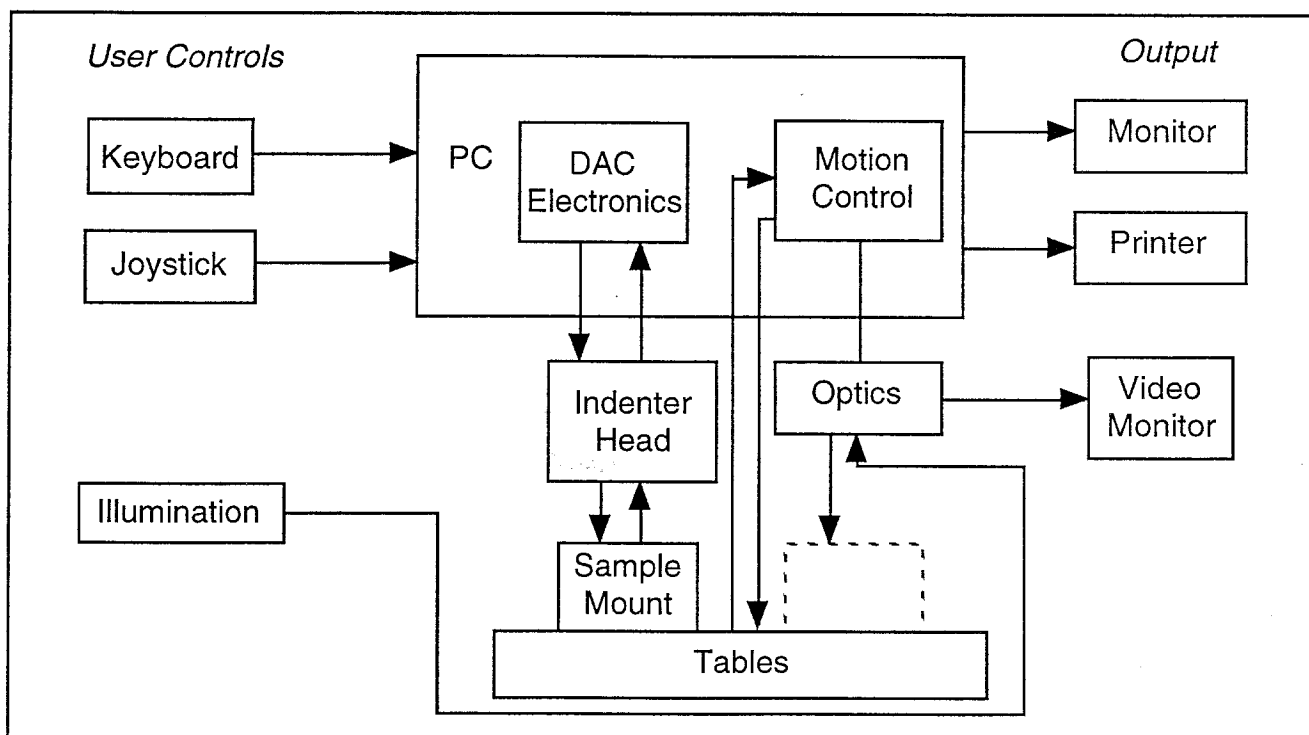 User Controls
Output
Keyboard
Joystick
PC
DAC
Electronics
Motion
Control
Monitor
Printer
Indenter
Head
Optics
Video
Monitor
Illumination
Sample
Mount
Tables